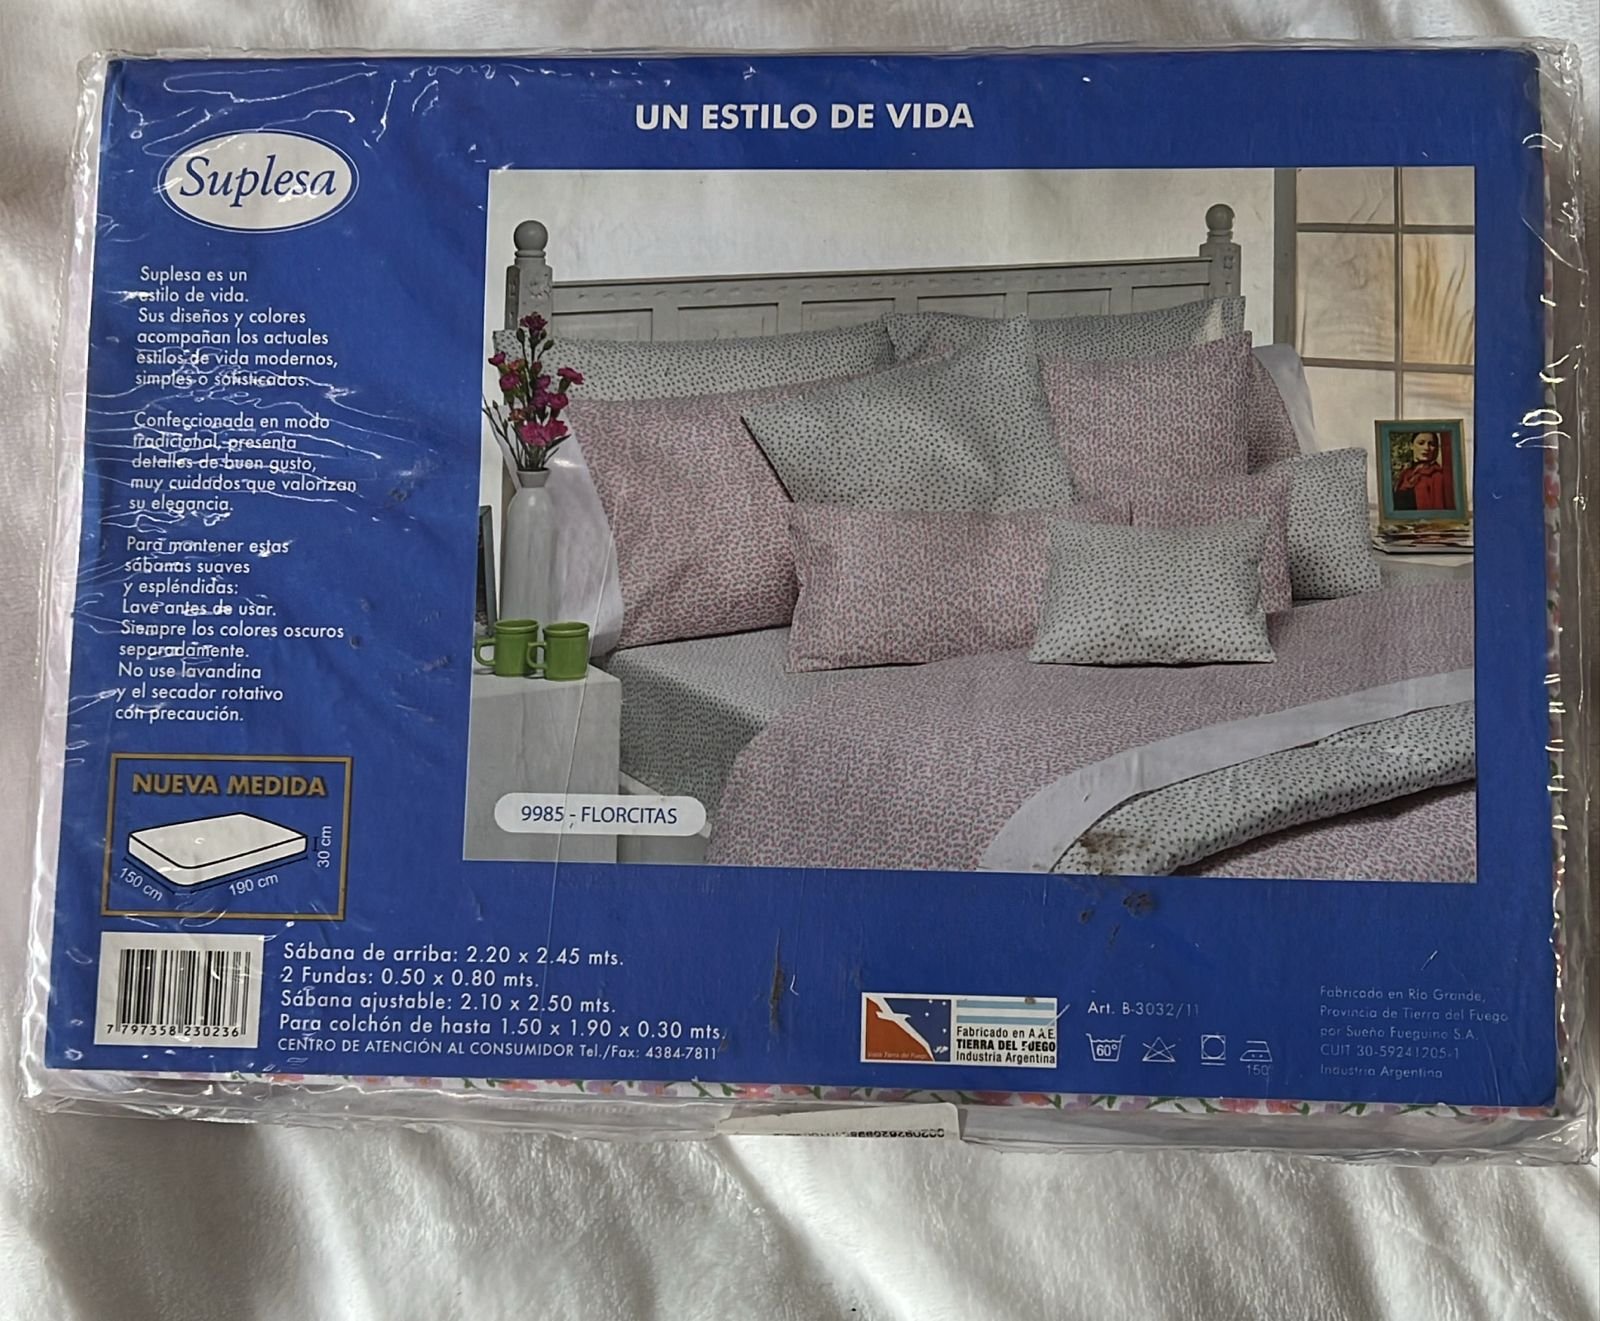 UN ESTILO DE VIDA
Suplesa
Suplesa es un
estilo de vida.
Sus diseños y colores
acompañan los actuales
estilos de vida modernos,
simples o sofisticados.
Confeccionada en modo
tradicional, presenta
detalles de buen gusto,
muy cuidados que valorizan
su elegancia.
Para mantener estas
sábanas suaves
y espléndidas:
Lave antes de usar.
Siempre los colores oscuros
separadamente.
No use lavandina
y el secador rotativo
con precaución.
9985 - FLORCITAS
NUEVA MEDIDA
30 cm
150 cm
190 cm
7 797358 230236
Sábana de arriba: 2.20 x 2.45 mts.
2 Fundas: 0.50 x 0.80 mts.
Sábana ajustable: 2.10 x 2.50 mts.
Para colchón de hasta 1.50 x 1.90 x 0.30 mts.
CENTRO DE ATENCIÓN AL CONSUMIDOR Tel./Fax: 4384-7811
Fabricado en A.A.E.
TIERRA DEL FUEGO
Industria Argentina
Art. B-3032/11
60°
150°
Fabricado en Río Grande,
Provincia de Tierra del Fuego
por Sueño Fueguino S.A.
CUIT 30-59241205-1
Industria Argentina